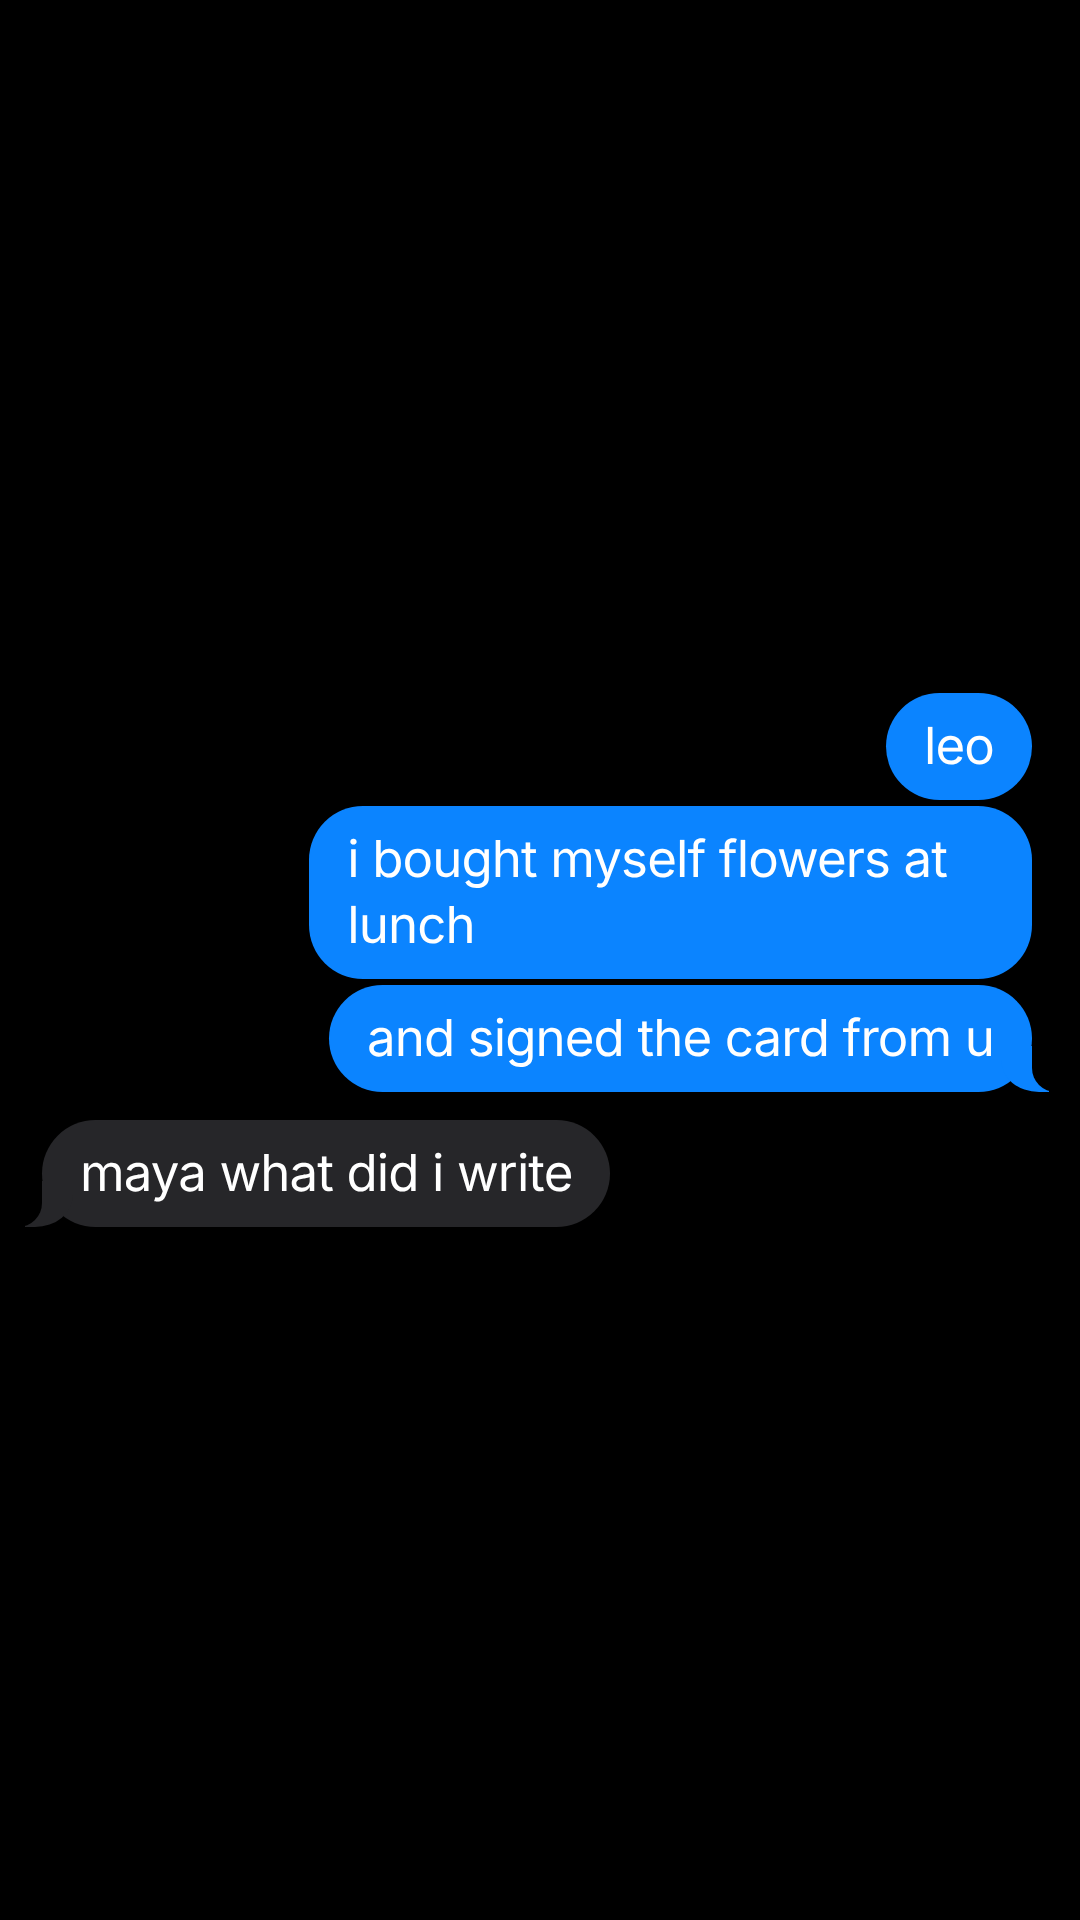 leo
i bought myself flowers at
lunch
and signed the card from u
maya what did i write